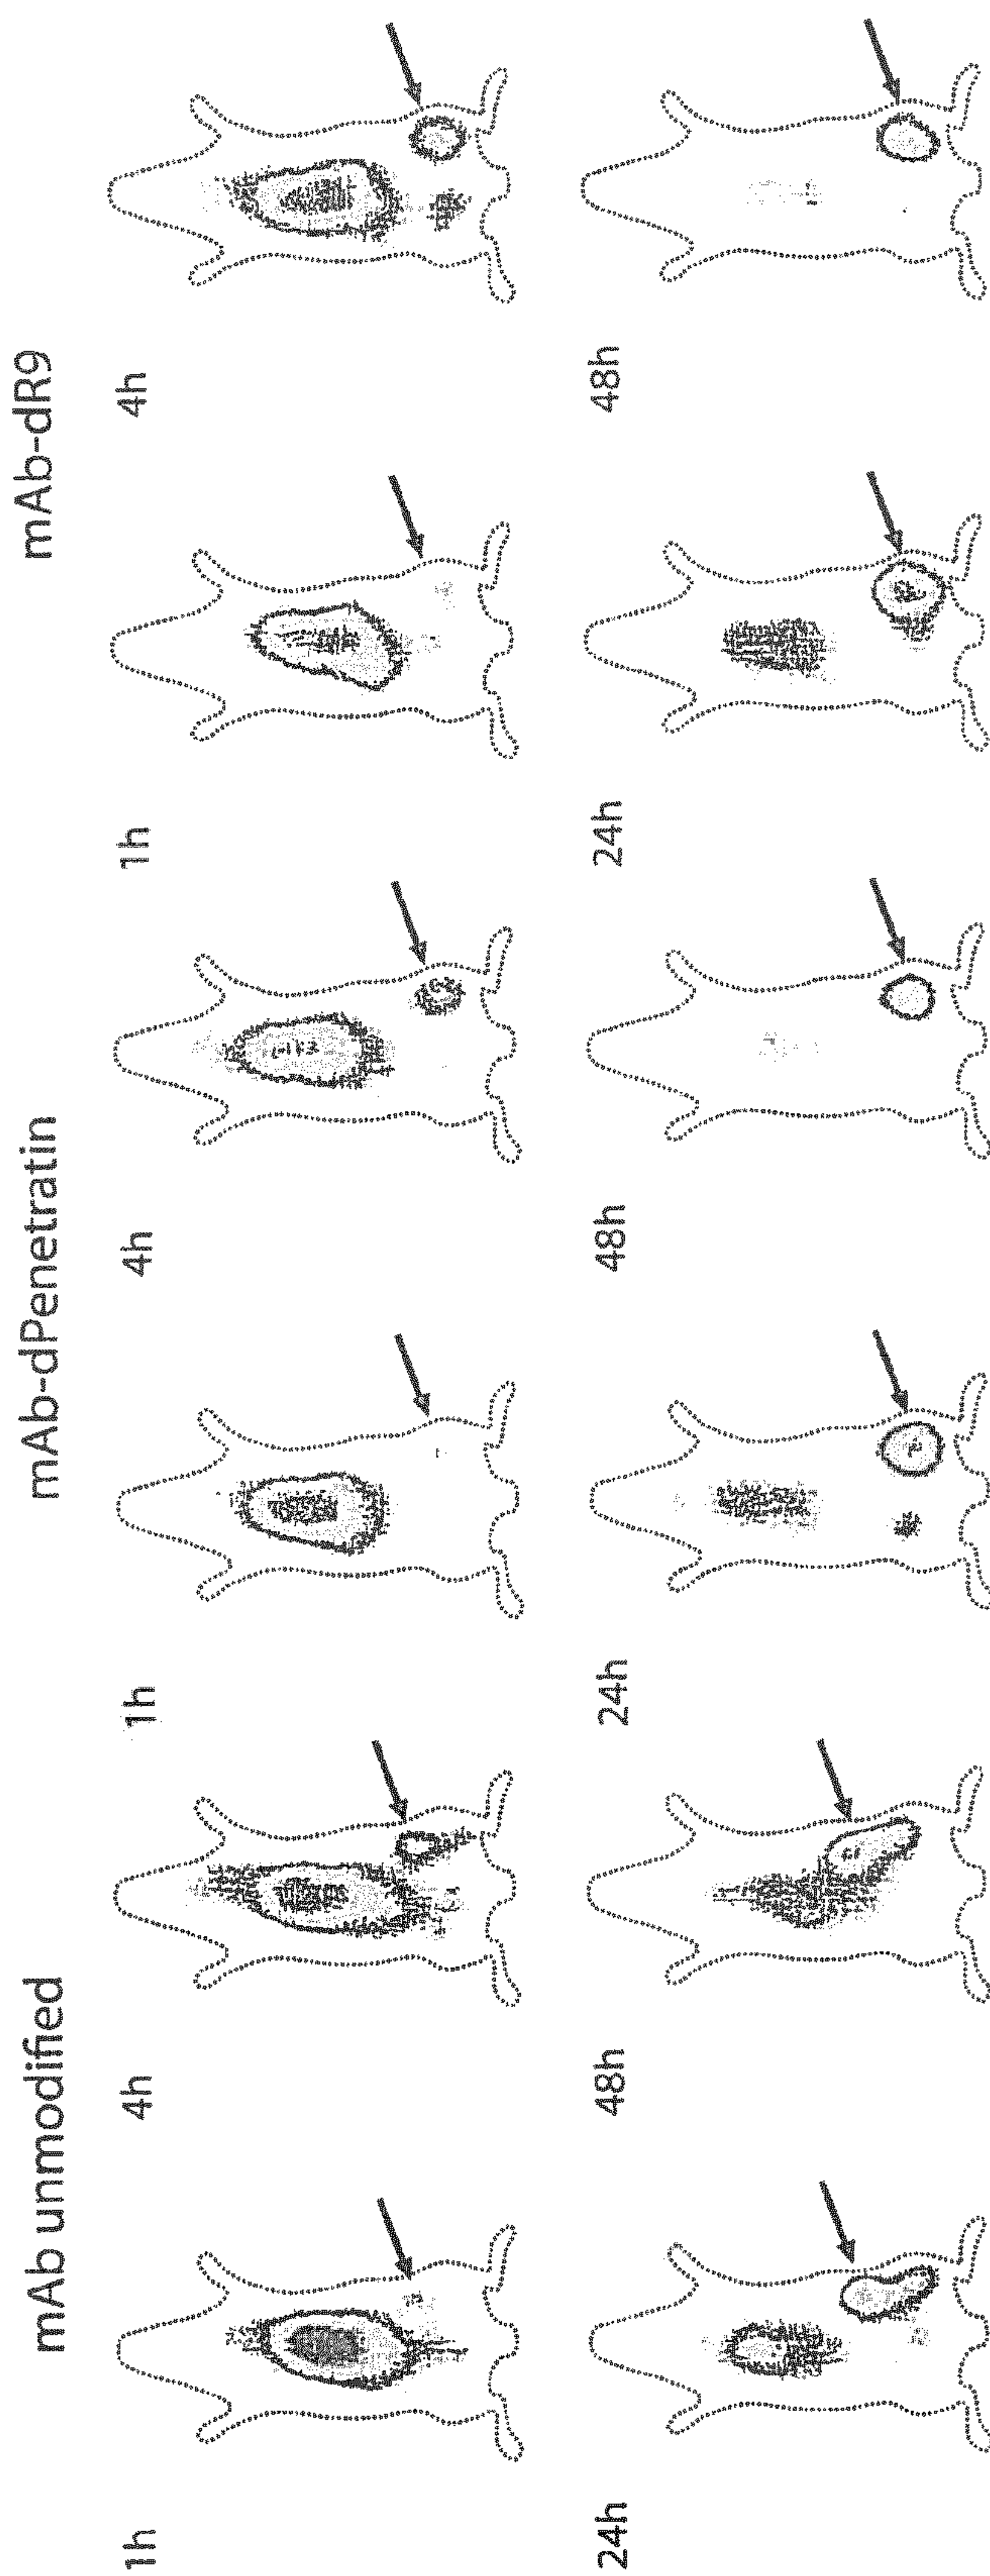 mAb unmodified
1h
4h
24h
48h
mAb-dPenetratin
1h
4h
24h
48h
mAb-dR9
1h
4h
24h
48h